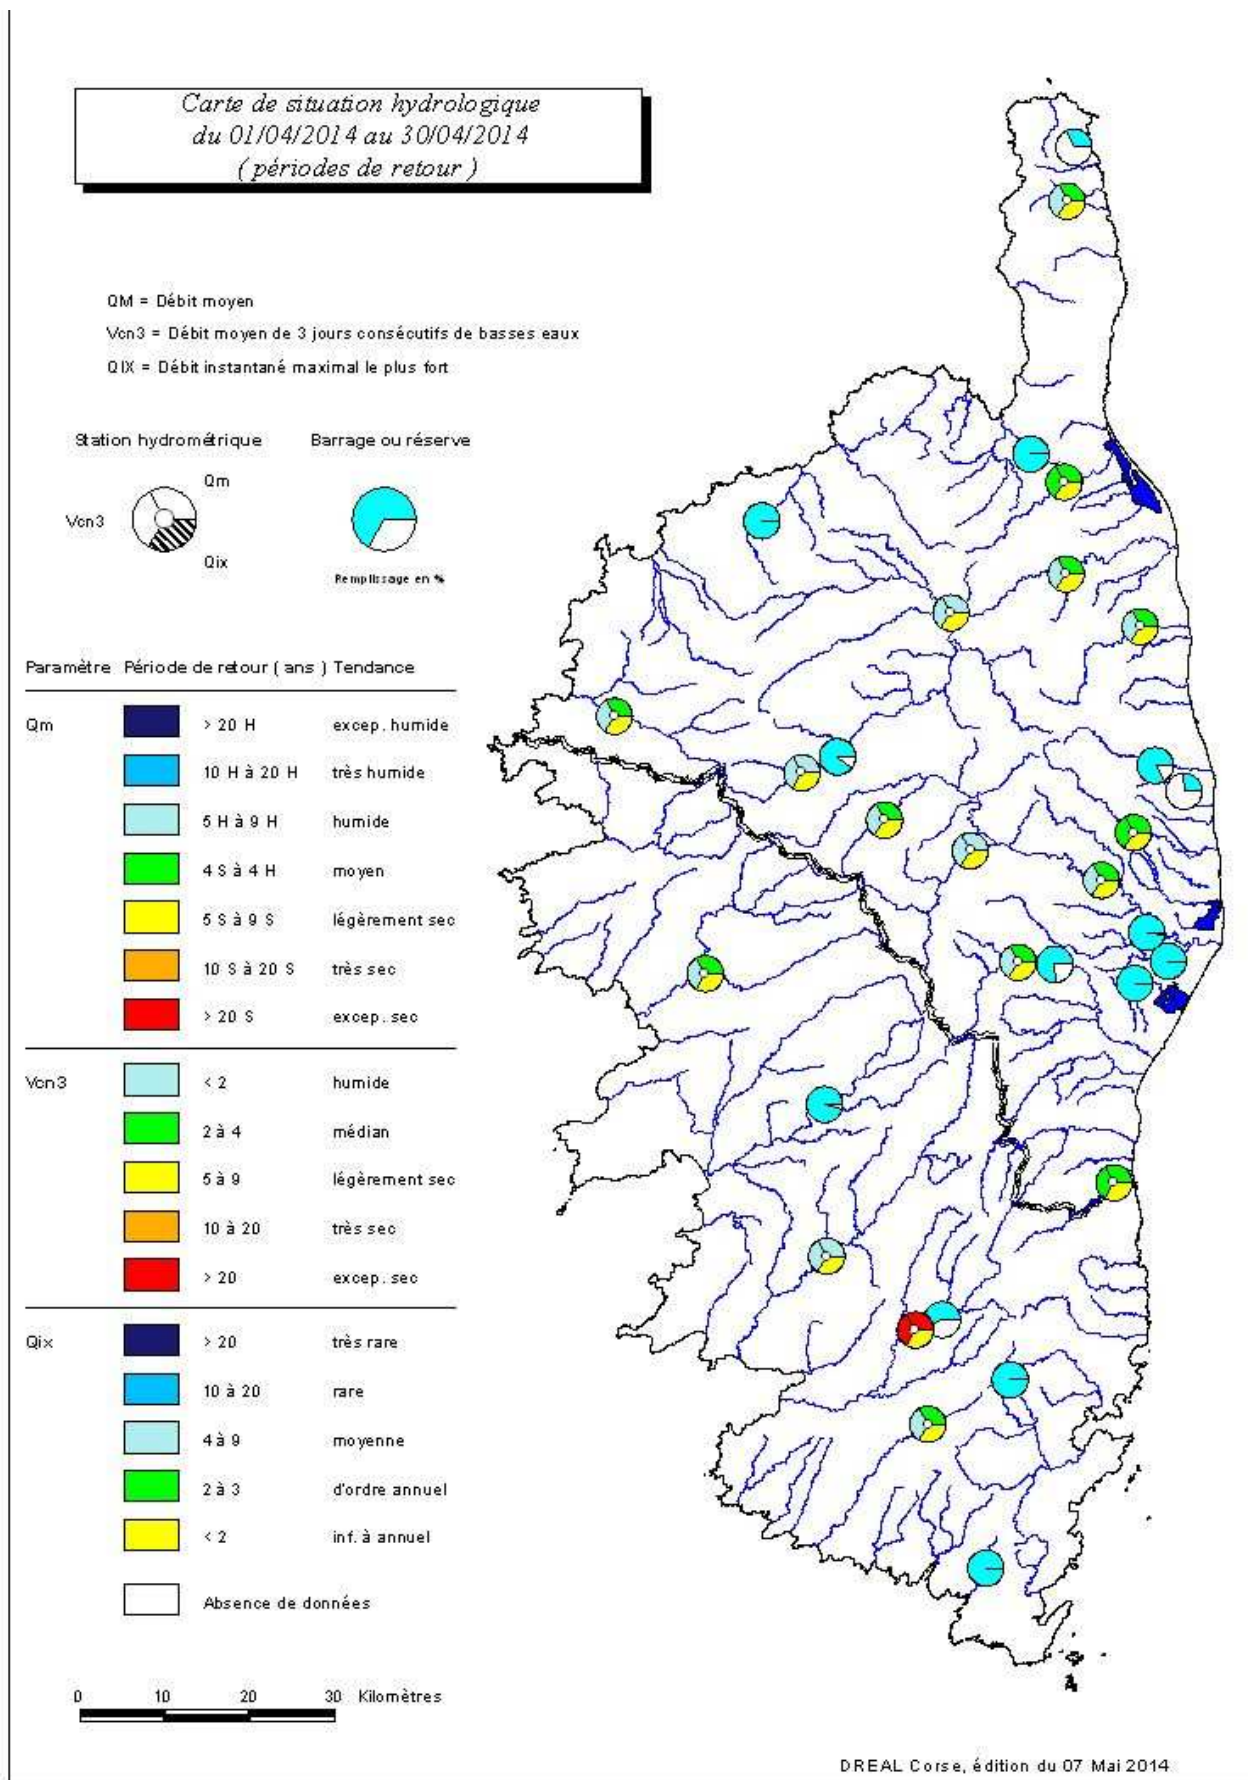 Carte de situation hydrologique
du 01/04/2014 au 30/04/2014
( périodes de retour )
QM = Débit moyen
Vcn3 = Débit moyen de 3 jours consécutifs de basses eaux
QIX = Débit instantané maximal le plus fort
Station hydrométrique Barrage ou réserve
Qm
Vcn3
Qix
Remplissage en %
Paramètre Période de retour ( ans ) Tendance
Qm > 20 H excep. humide
10 H à 20 H très humide
5 H à 9 H humide
4 S à 4 H moyen
5 S à 9 S légèrement sec
10 S à 20 S très sec
> 20 S excep. sec
Vcn3 < 2 humide
2 à 4 médian
5 à 9 légèrement sec
10 à 20 très sec
> 20 excep. sec
Qix > 20 très rare
10 à 20 rare
4 à 9 moyenne
2 à 3 d'ordre annuel
< 2 inf. à annuel
Absence de données
0 10 20 30 Kilomètres
DREAL Corse, édition du 07 Mai 2014